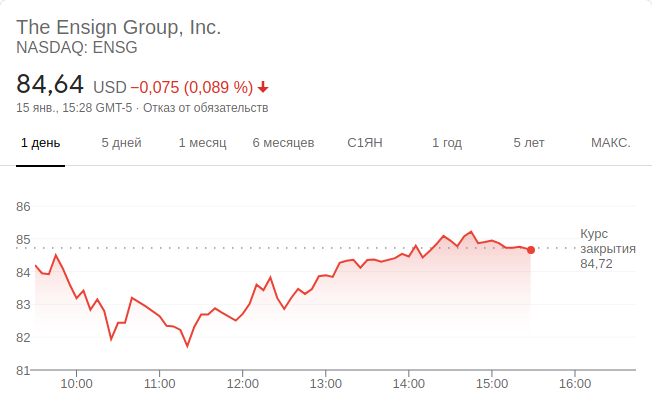 The Ensign Group, Inc.
NASDAQ: ENSG
84,64 USD −0,075 (0,089 %)
15 янв., 15:28 GMT-5 · Отказ от обязательств
1 день 5 дней 1 месяц 6 месяцев С1ЯН 1 год 5 лет МАКС.
86
85
84
83
82
81
Курс
закрытия
84,72
10:00 11:00 12:00 13:00 14:00 15:00 16:00